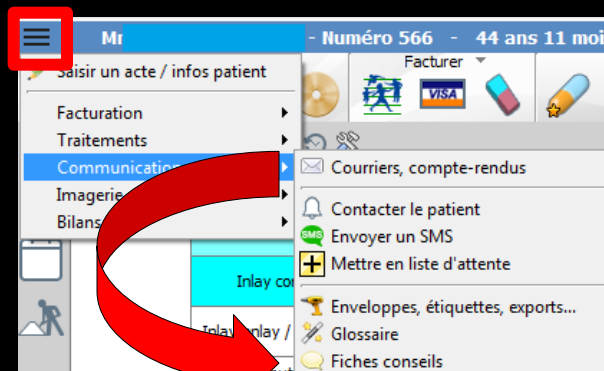 Mr - Numéro 566 - 44 ans 11 moi
Facturer
VISA
Saisir un acte / infos patient
Facturation
Traitements
Communication
Imagerie
Bilans
Courriers, compte-rendus
Contacter le patient
SMS Envoyer un SMS
Mettre en liste d'attente
Enveloppes, étiquettes, exports...
Glossaire
Fiches conseils
Inlay